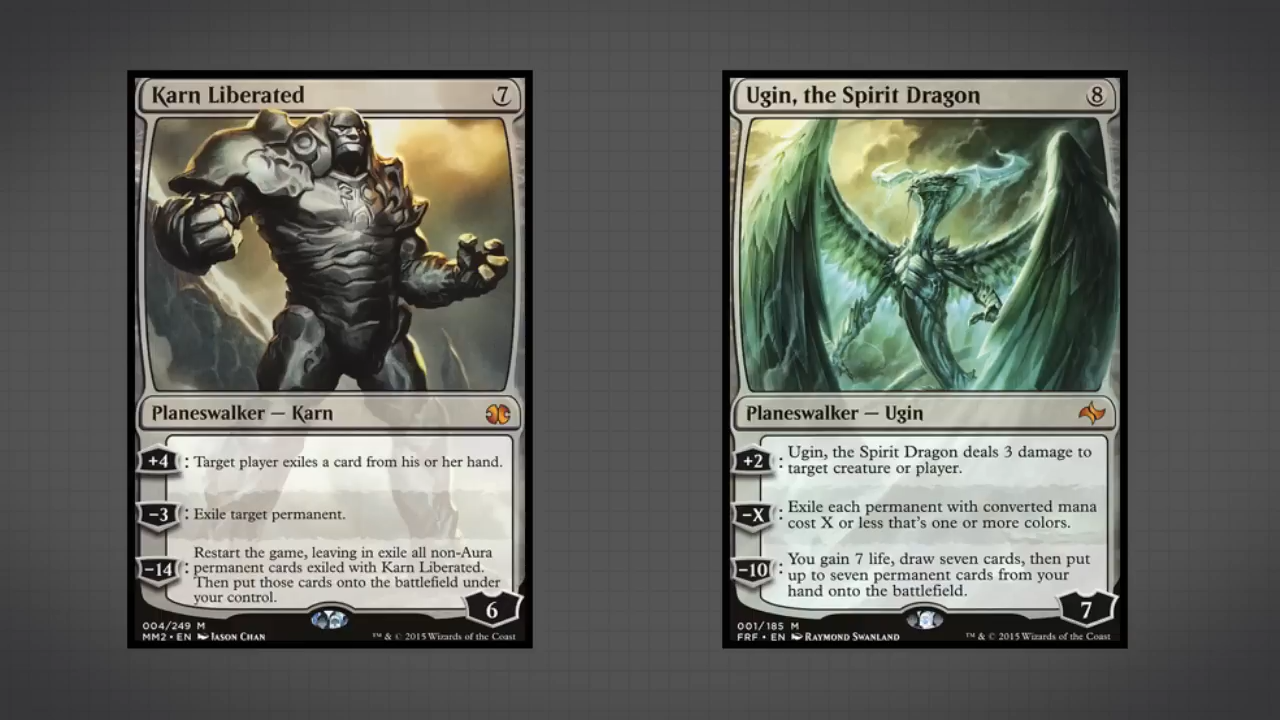 Karn Liberated 7
Planeswalker — Karn
+4 : Target player exiles a card from his or her hand.
−3 : Exile target permanent.
Restart the game, leaving in exile all non-Aura
−14 : permanent cards exiled with Karn Liberated.
Then put those cards onto the battlefield under
your control.
6
004/249 M
MM2 • EN Jason Chan ™ & © 2015 Wizards of the Coast
Ugin, the Spirit Dragon 8
Planeswalker — Ugin
+2 : Ugin, the Spirit Dragon deals 3 damage to
target creature or player.
−X : Exile each permanent with converted mana
cost X or less that's one or more colors.
You gain 7 life, draw seven cards, then put
−10 : up to seven permanent cards from your
hand onto the battlefield.
7
001/185 M
FRF • EN Raymond Swanland ™ & © 2015 Wizards of the Coast